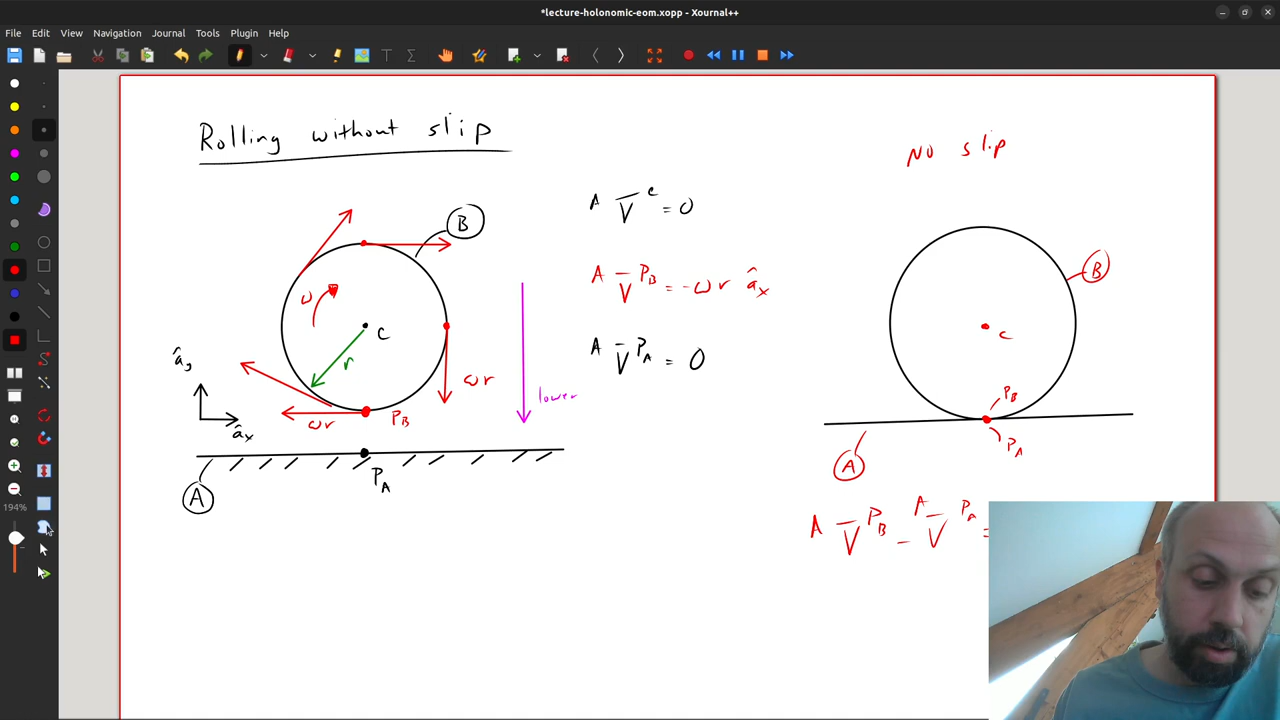 *lecture-holonomic-eom.xopp - Xournal++
File Edit View Navigation Journal Tools Plugin Help
194%
Rolling without slip
No slip
B
ω
C
r
ωr
ωr
P_B
P_A
A
â_x
lower
A V̄^C = 0
A V̄^P_B = -ωr â_x
A V̄^P_A = 0
B
C
P_B
P_A
A
A V̄^P_B - A V̄^P_A =